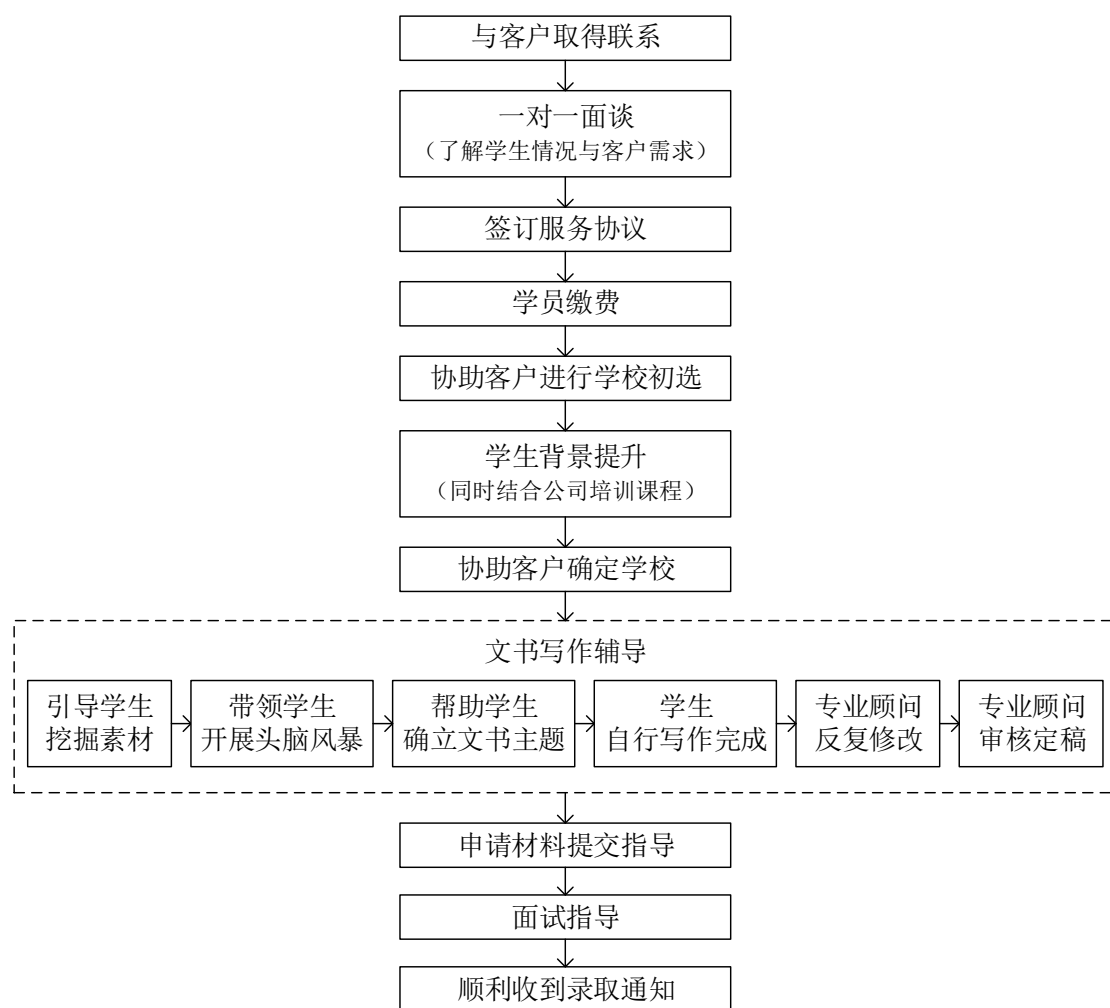 与客户取得联系
一对一面谈
（了解学生情况与客户需求）
签订服务协议
学员缴费
协助客户进行学校初选
学生背景提升
（同时结合公司培训课程）
协助客户确定学校
文书写作辅导
引导学生
挖掘素材
带领学生
开展头脑风暴
帮助学生
确立文书主题
学生
自行写作完成
专业顾问
反复修改
专业顾问
审核定稿
申请材料提交指导
面试指导
顺利收到录取通知